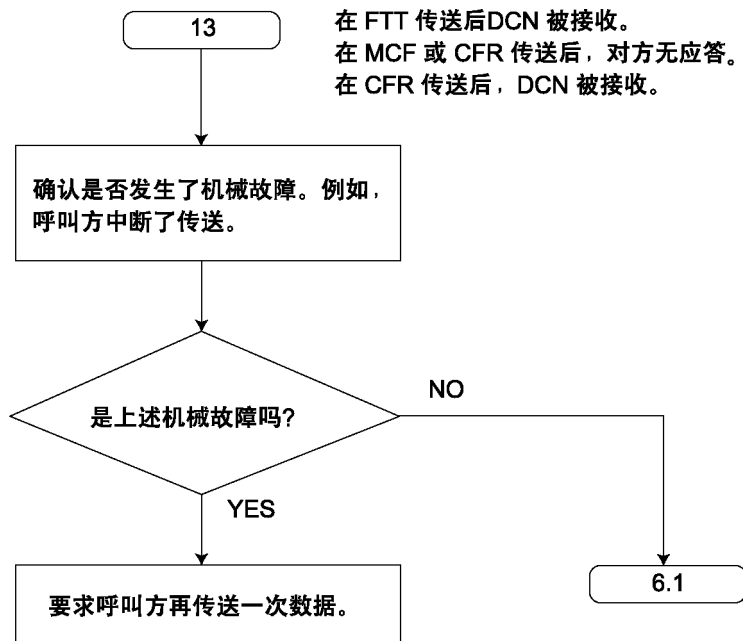 13
在 FTT 传送后DCN 被接收。
在 MCF 或 CFR 传送后，对方无应答。
在 CFR 传送后，DCN 被接收。
确认是否发生了机械故障。例如，
呼叫方中断了传送。
是上述机械故障吗?
NO
YES
要求呼叫方再传送一次数据。
6.1